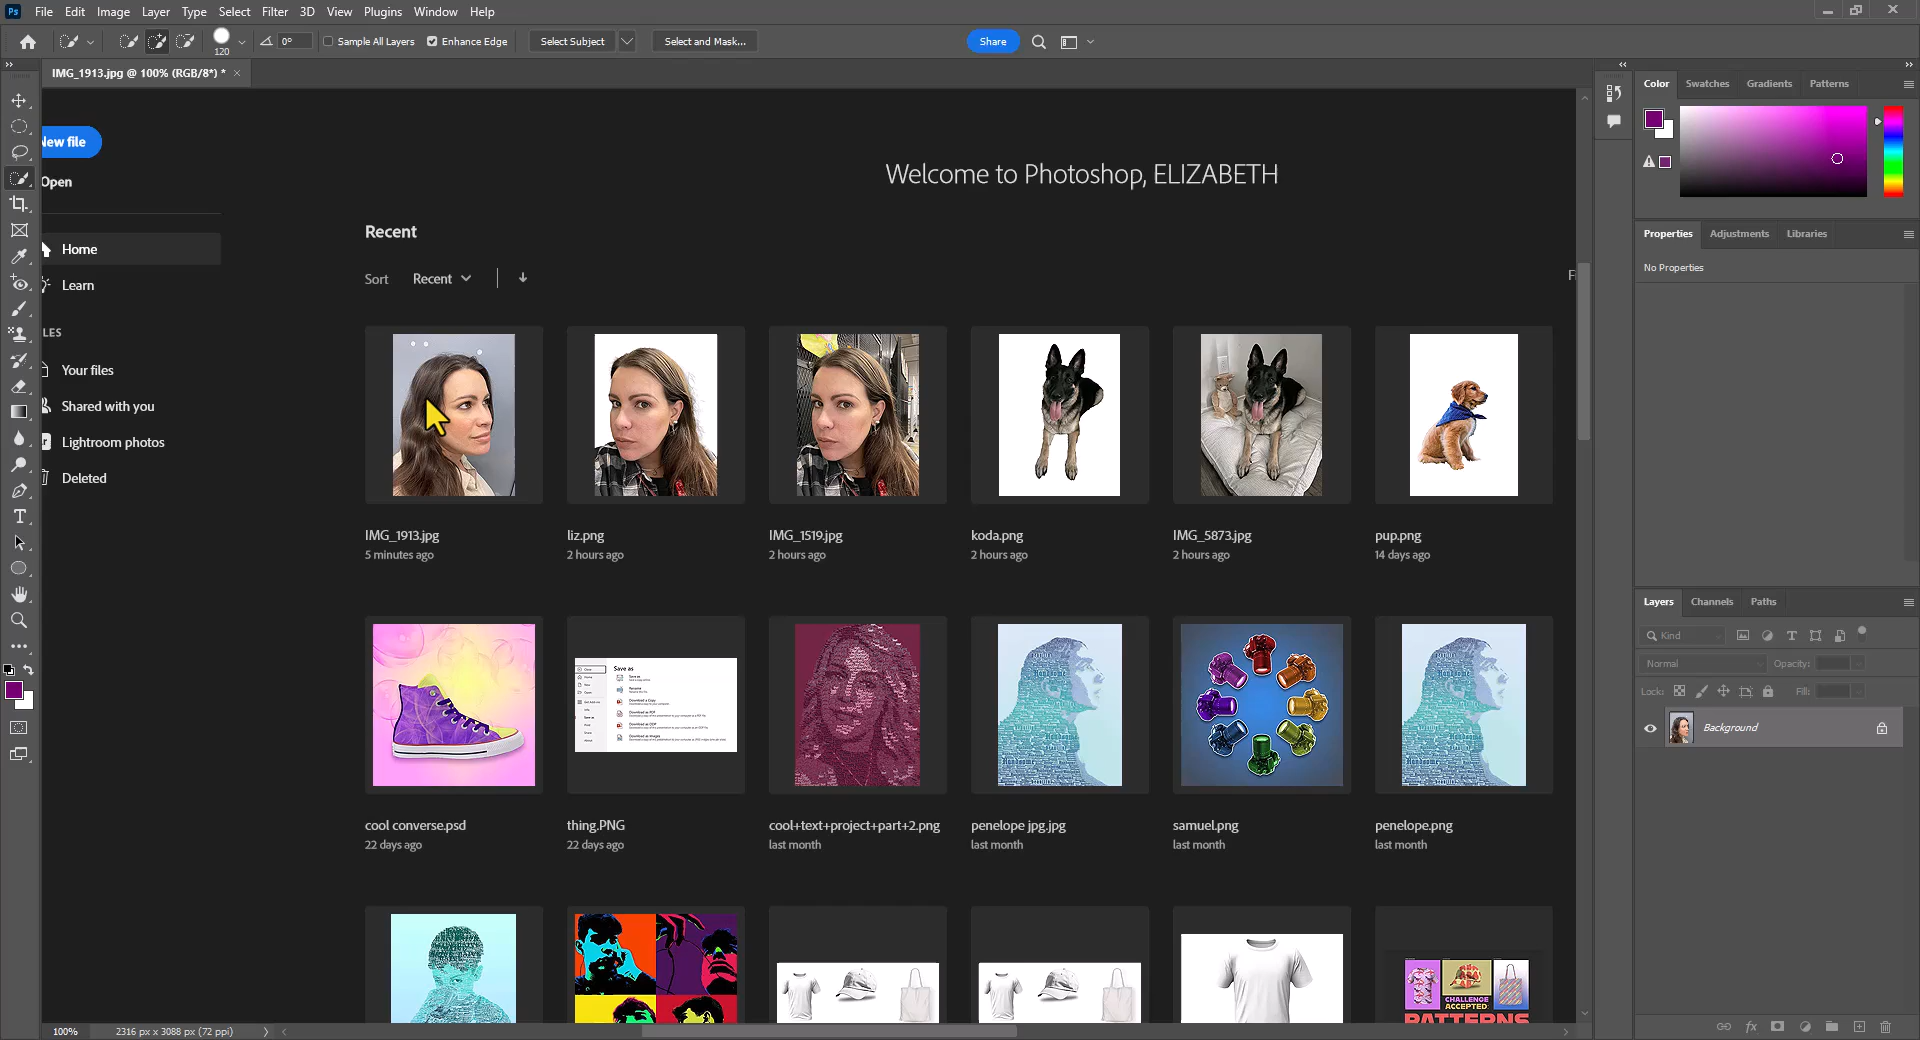 Ps File Edit Image Layer Type Select Filter 3D View Plugins Window Help
120 0° Sample All Layers Enhance Edge Select Subject Select and Mask... Share
IMG_1913.jpg @ 100% (RGB/8*) * ×
Color Swatches Gradients Patterns
New file
Open
Home
Learn
LES
Your files
Shared with you
Lightroom photos
Deleted
Welcome to Photoshop, ELIZABETH
Recent
Sort Recent
F
IMG_1913.jpg
5 minutes ago
liz.png
2 hours ago
IMG_1519.jpg
2 hours ago
koda.png
2 hours ago
IMG_5873.jpg
2 hours ago
pup.png
14 days ago
Save as
cool converse.psd
22 days ago
thing.PNG
22 days ago
cool+text+project+part+2.png
last month
penelope jpg.jpg
last month
samuel.png
last month
penelope.png
last month
CHALLENGE
ACCEPTED
PATTERNS
Properties Adjustments Libraries
No Properties
Layers Channels Paths
Kind
Normal Opacity:
Lock: Fill:
Background
100% 2316 px x 3088 px (72 ppi)